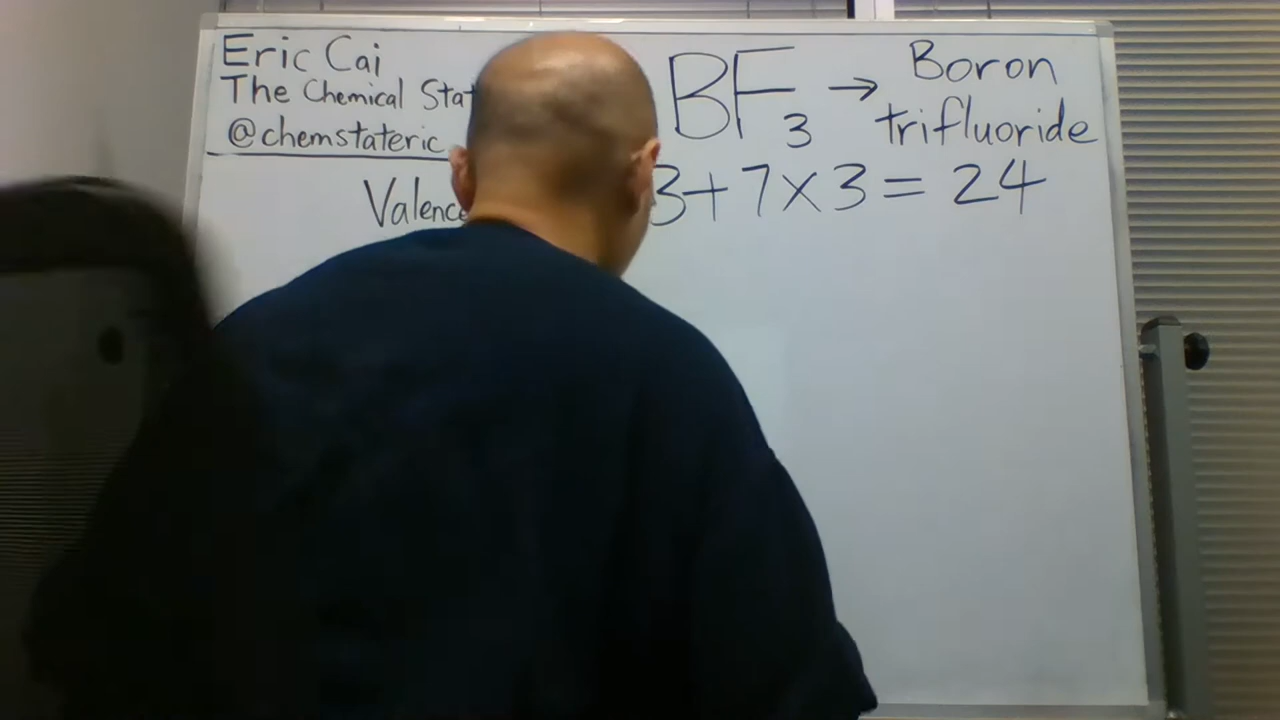 Eric Cai
The Chemical Stat
@chemstateric
BF3 → Boron
trifluoride
Valence 3+7×3=24